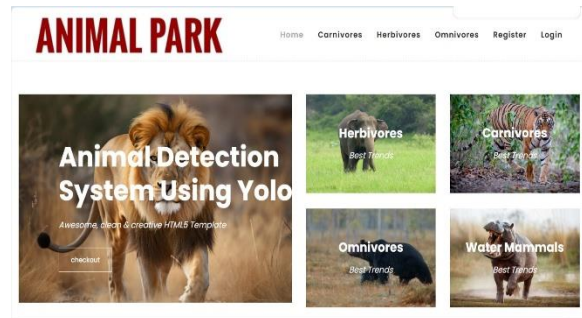 ANIMAL PARK
Home Carnivores Herbivores Omnivores Register Login
Animal Detection
System Using Yolo
Awesome, clean & creative HTML5 Template
checkout
Herbivores
Best Trends
Carnivores
Best Trends
Omnivores
Best Trends
Water Mammals
Best Trends